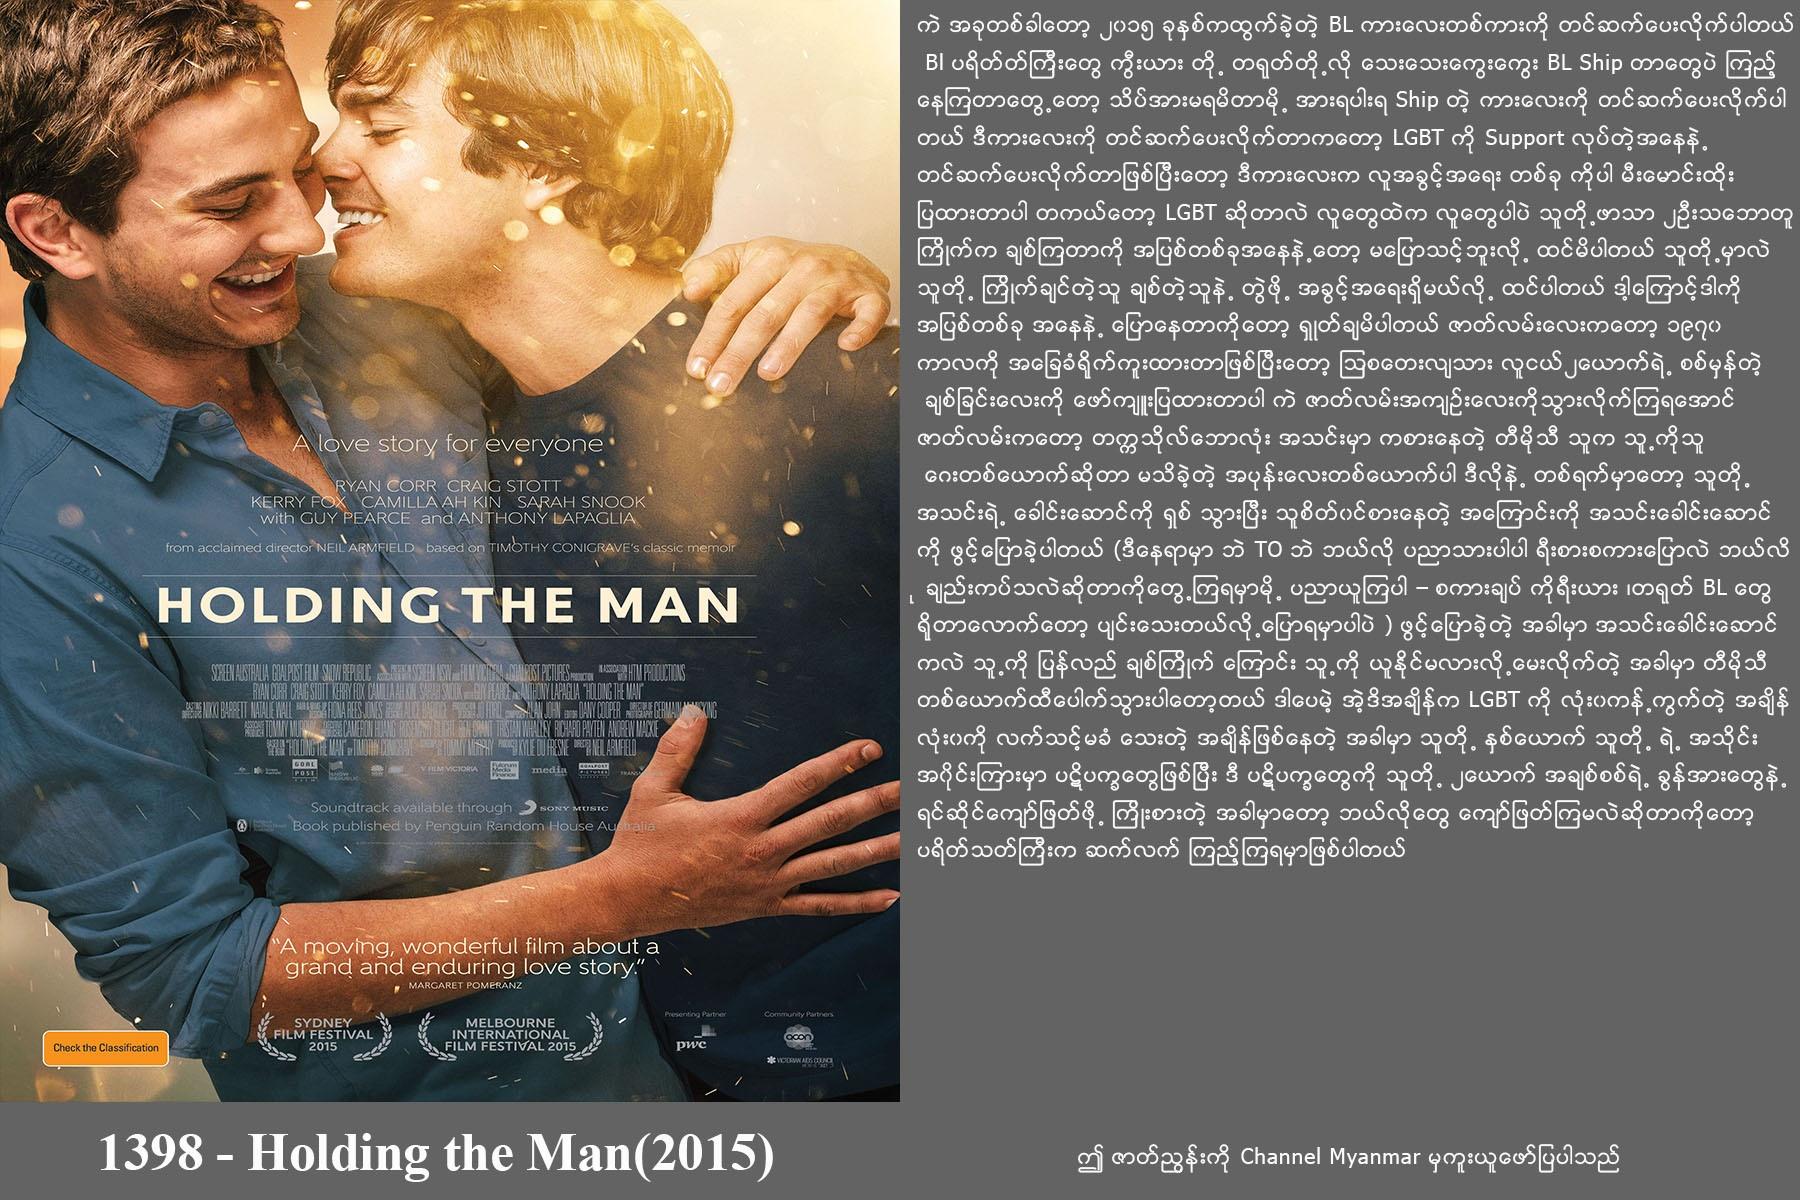 A love story for everyone
RYAN CORR CRAIG STOTT
KERRY FOX CAMILLA AH KIN SARAH SNOOK
with GUY PEARCE and ANTHONY LAPAGLIA
from acclaimed director NEIL ARMFIELD based on TIMOTHY CONIGRAVE's classic memoir
HOLDING THE MAN
Soundtrack available through SONY MUSIC
Book published by Penguin Random House Australia
"A moving, wonderful film about a
grand and enduring love story."
MARGARET POMERANZ
SYDNEY
FILM FESTIVAL
2015
MELBOURNE
INTERNATIONAL
FILM FESTIVAL 2015
Presenting Partner
pwc
Community Partners
acon
VICTORIAN AIDS COUNCIL
Check the Classification
1398 - Holding the Man(2015)
ကဲ အခုတစ်ခါတော့ ၂၀၁၅ ခုနှစ်ကထွက်ခဲ့တဲ့ BL ကားလေးတစ်ကားကို တင်ဆက်ပေးလိုက်ပါတယ်
Bl ပရိတ်တ်ကြီးတွေ ကွီးယား တို့ တရုတ်တို့လို သေးသေးကွေးကွေး BL Ship တာတွေပဲ ကြည့်
နေကြတာတွေ့တော့ သိပ်အားမရမိတာမို့ အားရပါးရ Ship တဲ့ ကားလေးကို တင်ဆက်ပေးလိုက်ပါ
တယ် ဒီကားလေးကို တင်ဆက်ပေးလိုက်တာကတော့ LGBT ကို Support လုပ်တဲ့အနေနဲ့
တင်ဆက်ပေးလိုက်တာဖြစ်ပြီးတော့ ဒီကားလေးက လူ့အခွင့်အရေး တစ်ခု ကိုပါ မီးမောင်းထိုး
ပြထားတာပါ တကယ်တော့ LGBT ဆိုတာလဲ လူတွေထဲက လူတွေပါပဲ သူတို့ဖာသာ ၂ဦးသဘောတူ
ကြိုက်က ချစ်ကြတာကို အပြစ်တစ်ခုအနေနဲ့တော့ မပြောသင့်ဘူးလို့ ထင်မိပါတယ် သူတို့မှာလဲ
သူတို့ ကြိုက်ချင်တဲ့သူ ချစ်တဲ့သူနဲ့ တွဲဖို့ အခွင့်အရေးရှိမယ်လို့ ထင်ပါတယ် ဒါ့ကြောင့်ဒါကို
အပြစ်တစ်ခု အနေနဲ့ ပြောနေတာကိုတော့ ရှုတ်ချမိပါတယ် ဇာတ်လမ်းလေးကတော့ ၁၉၇၀
ကာလကို အခြေခံရိုက်ကူးထားတာဖြစ်ပြီးတော့ ဩစတေးလျသား လူငယ်၂ယောက်ရဲ့ စစ်မှန်တဲ့
ချစ်ခြင်းလေးကို ဖော်ကျူးပြထားတာပါ ကဲ ဇာတ်လမ်းအကျဉ်းလေးကိုသွားလိုက်ကြရအောင်
ဇာတ်လမ်းကတော့ တက္ကသိုလ်ဘောလုံး အသင်းမှာ ကစားနေတဲ့ တီမိုသီ သူက သူ့ကိုသူ
ဂေးတစ်ယောက်ဆိုတာ မသိခဲ့တဲ့ အပုန်းလေးတစ်ယောက်ပါ ဒီလိုနဲ့ တစ်ရက်မှာတော့ သူတို့
အသင်းရဲ့ ခေါင်းဆောင်ကို ရှစ် သွားပြီး သူစိတ်ဝင်စားနေတဲ့ အကြောင်းကို အသင်းခေါင်းဆောင်
ကို ဖွင့်ပြောခဲ့ပါတယ် (ဒီနေရာမှာ ဘဲ TO ဘဲ ဘယ်လို ပညာသားပါပါ ရီးစားစကားပြောလဲ ဘယ်လိ
ု ချည်းကပ်သလဲဆိုတာကိုတွေ့ကြရမှာမို့ ပညာယူကြပါ – စကားချပ် ကိုရီးယား ၊တရုတ် BL တွေ
ရိုတာလောက်တော့ ပျင်းသေးတယ်လို့ပြောရမှာပါပဲ ) ဖွင့်ပြောခဲ့တဲ့ အခါမှာ အသင်းခေါင်းဆောင်
ကလဲ သူ့ကို ပြန်လည် ချစ်ကြိုက် ကြောင်း သူ့ကို ယူနိုင်မလားလို့မေးလိုက်တဲ့ အခါမှာ တီမိုသီ
တစ်ယောက်ထီပေါက်သွားပါတော့တယ် ဒါပေမဲ့ အဲ့ဒိအချိန်က LGBT ကို လုံးဝကန့်ကွက်တဲ့ အချိန်
လုံးဝကို လက်သင့်မခံ သေးတဲ့ အချိန်ဖြစ်နေတဲ့ အခါမှာ သူတို့ နှစ်ယောက် သူတို့ ရဲ့ အသိုင်း
အဝိုင်းကြားမှာ ပဋိပက္ခတွေဖြစ်ပြီး ဒီ ပဋိပက္ခတွေကို သူတို့ ၂ယောက် အချစ်စစ်ရဲ့ ခွန်အားတွေနဲ့
ရင်ဆိုင်ကျော်ဖြတ်ဖို့ ကြိုးစားတဲ့ အခါမှာတော့ ဘယ်လိုတွေ ကျော်ဖြတ်ကြမလဲဆိုတာကိုတော့
ပရိတ်သတ်ကြီးက ဆက်လက် ကြည့်ကြရမှာဖြစ်ပါတယ်
ဤ ဇာတ်ညွှန်းကို Channel Myanmar မှကူးယူဖော်ပြပါသည်